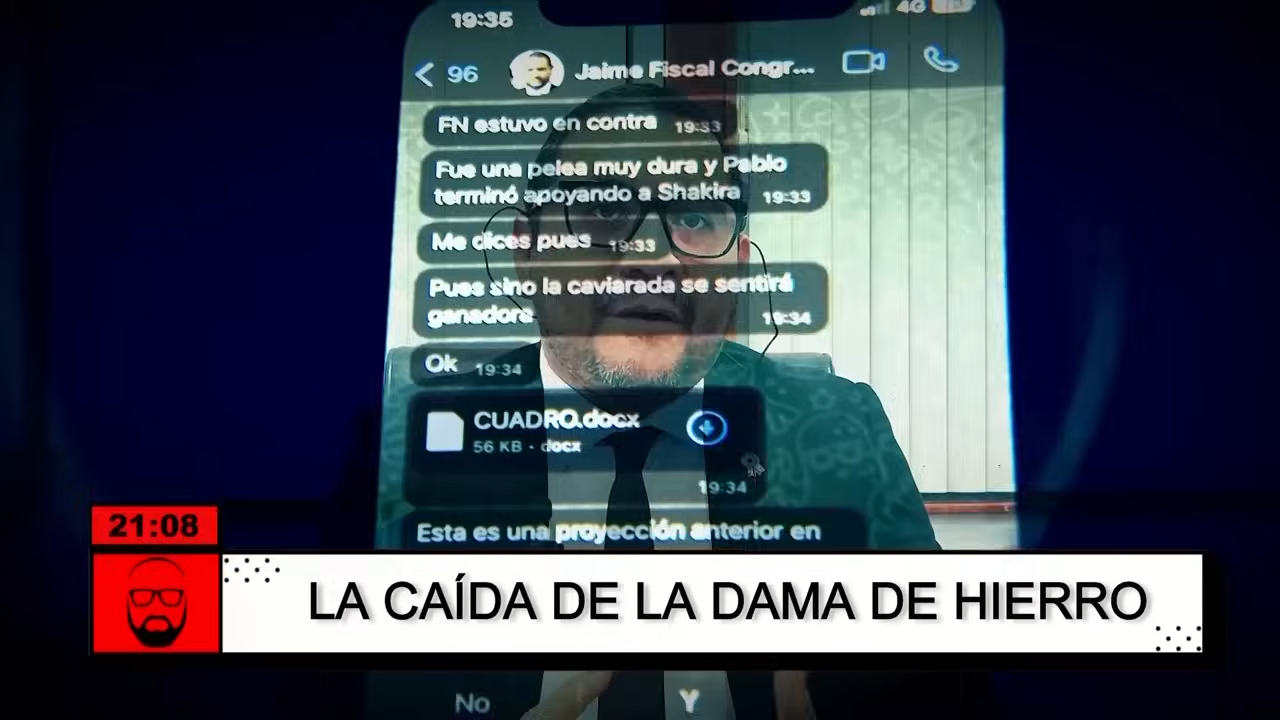 19:35
4G
96
Jaime Fiscal Congr...
FN estuvo en contra 19:33
Fue una pelea muy dura y Pablo
terminó apoyando a Shakira 19:33
Me dices pues 19:33
Pues sino la caviarada se sentirá
ganadora 19:34
Ok 19:34
CUADRO.docx
56 KB · docx
19:34
Esta es una proyección anterior en
21:08
LA CAÍDA DE LA DAMA DE HIERRO
No
Y